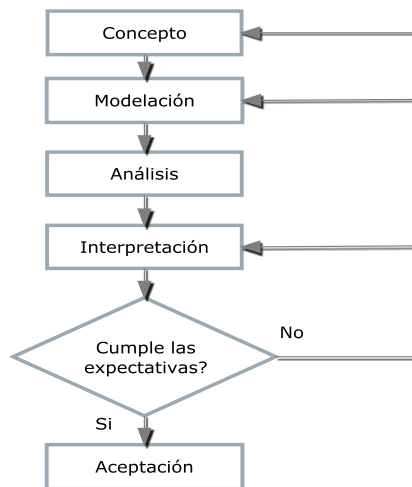 Concepto
Modelación
Análisis
Interpretación
No
Cumple las
expectativas?
Si
Aceptación